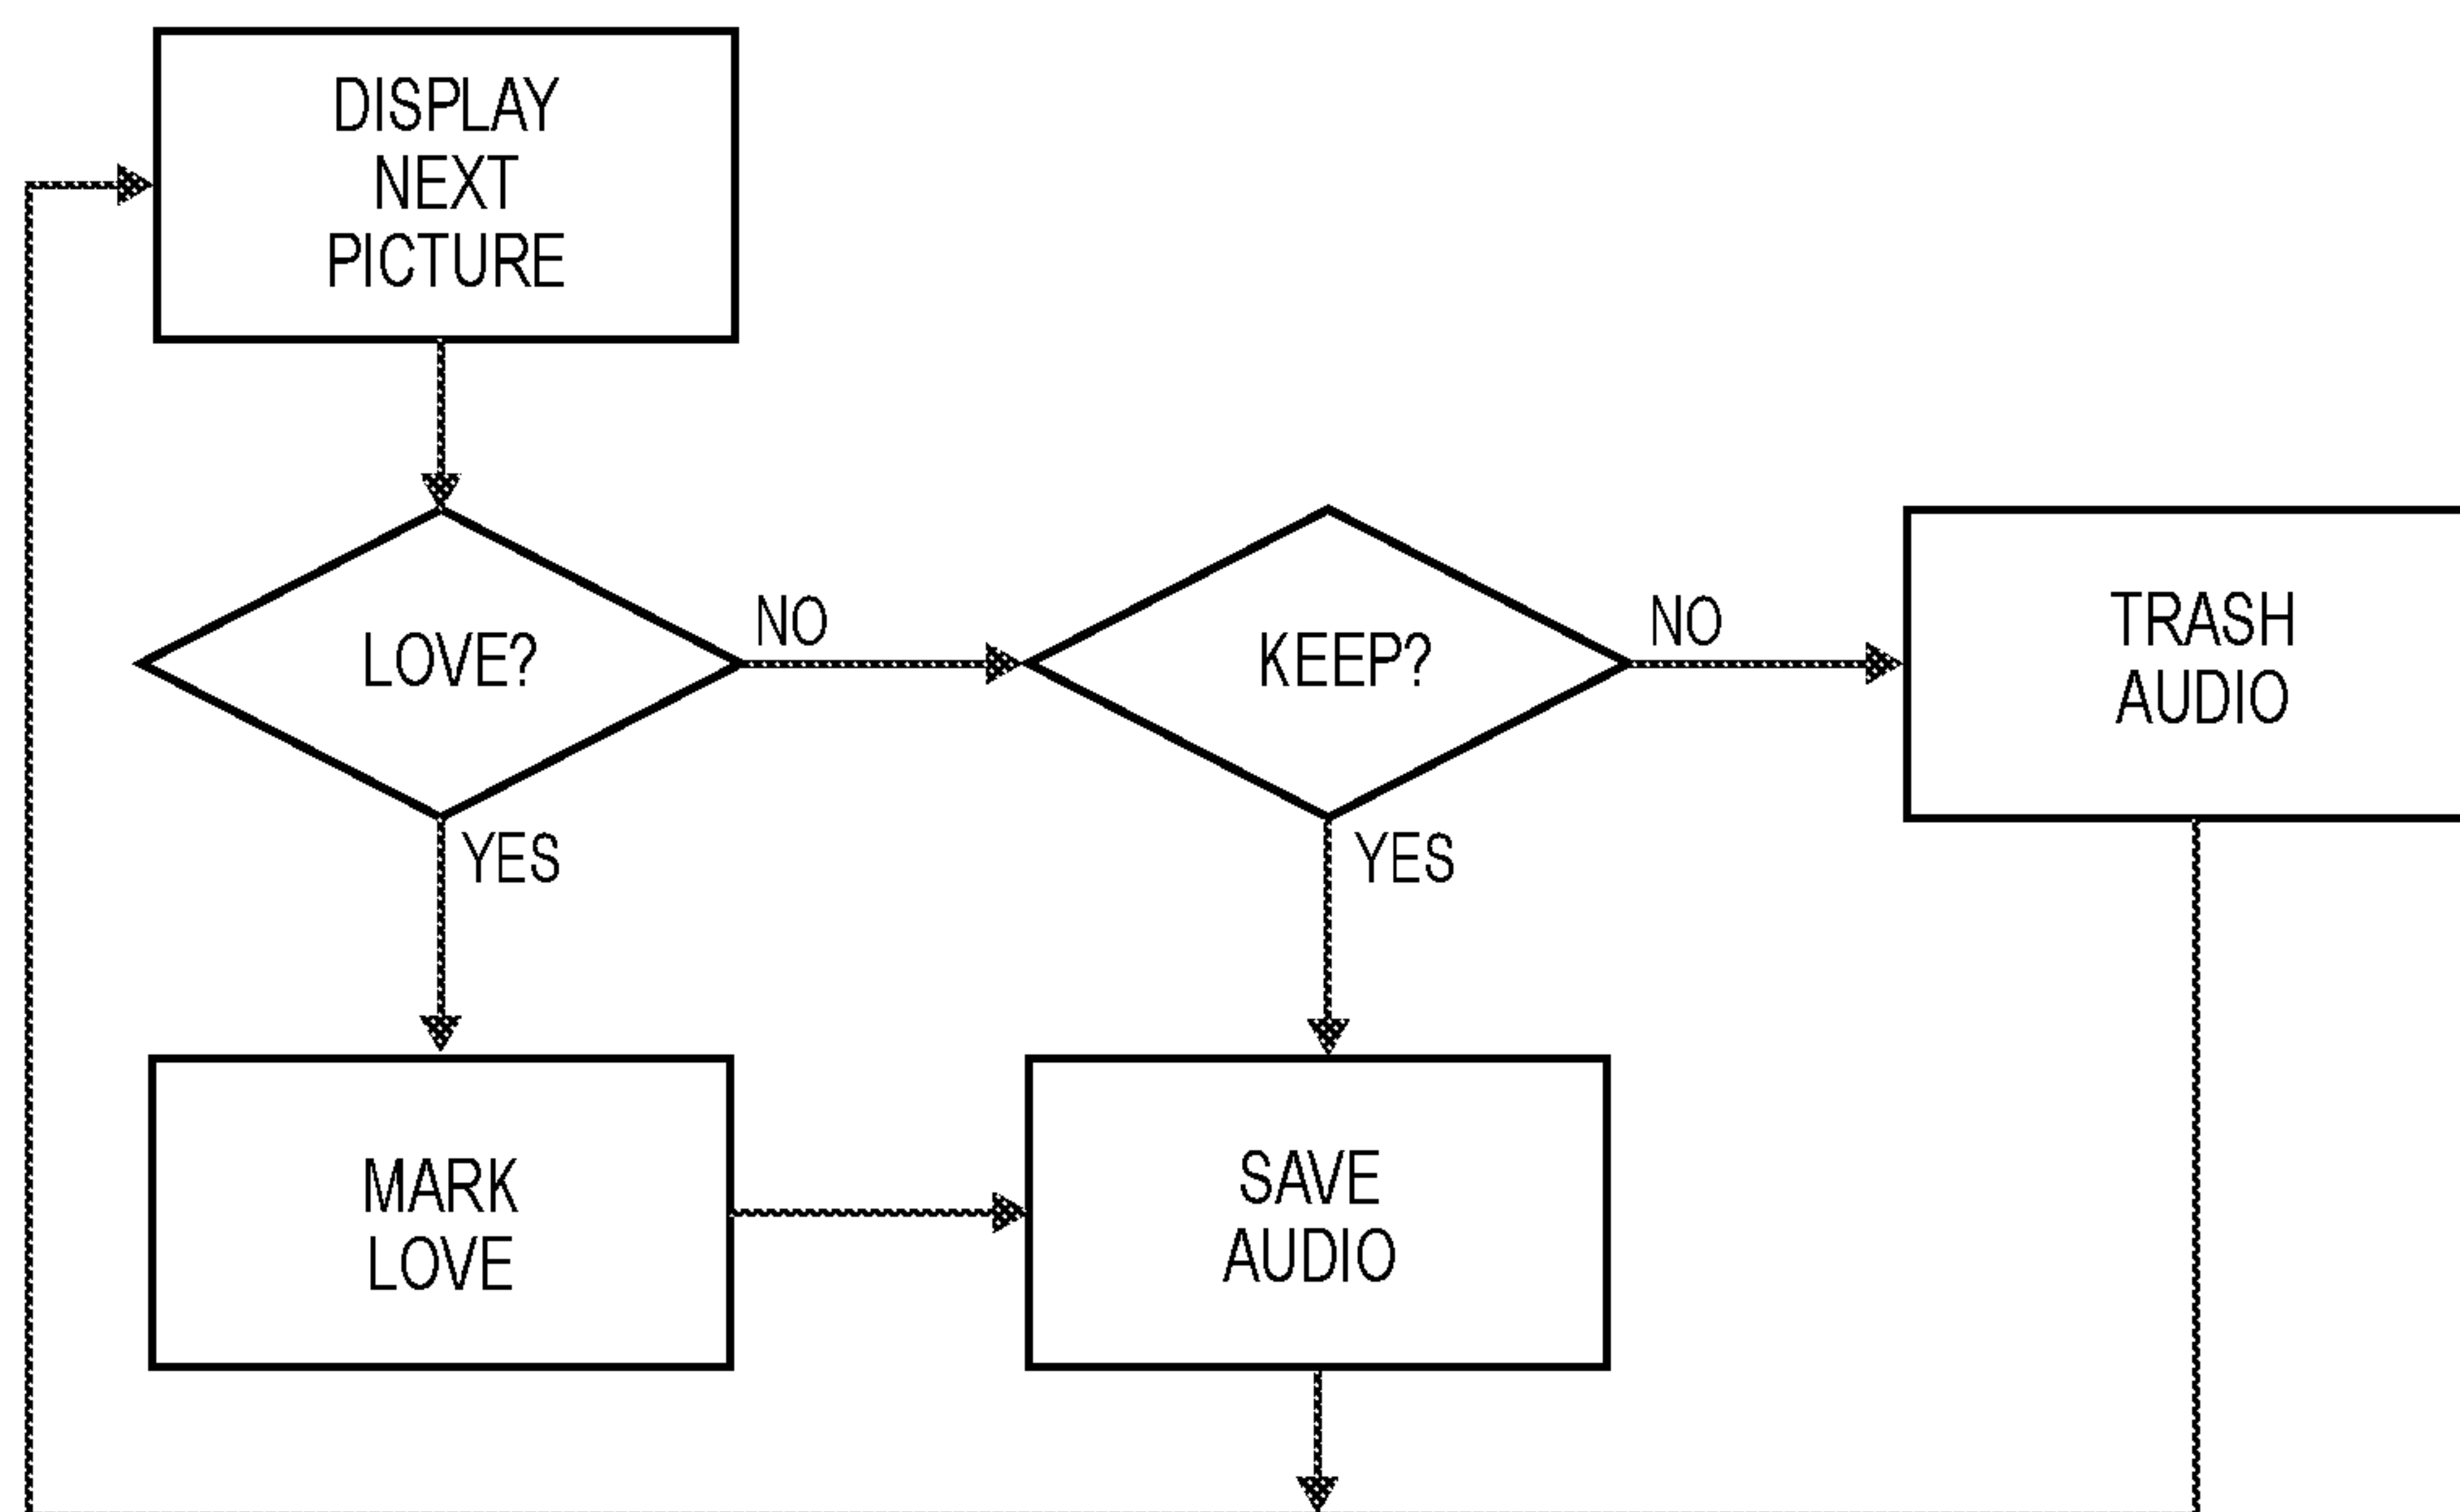 DISPLAY
NEXT
PICTURE
LOVE?
NO
KEEP?
NO
TRASH
AUDIO
YES
YES
MARK
LOVE
SAVE
AUDIO